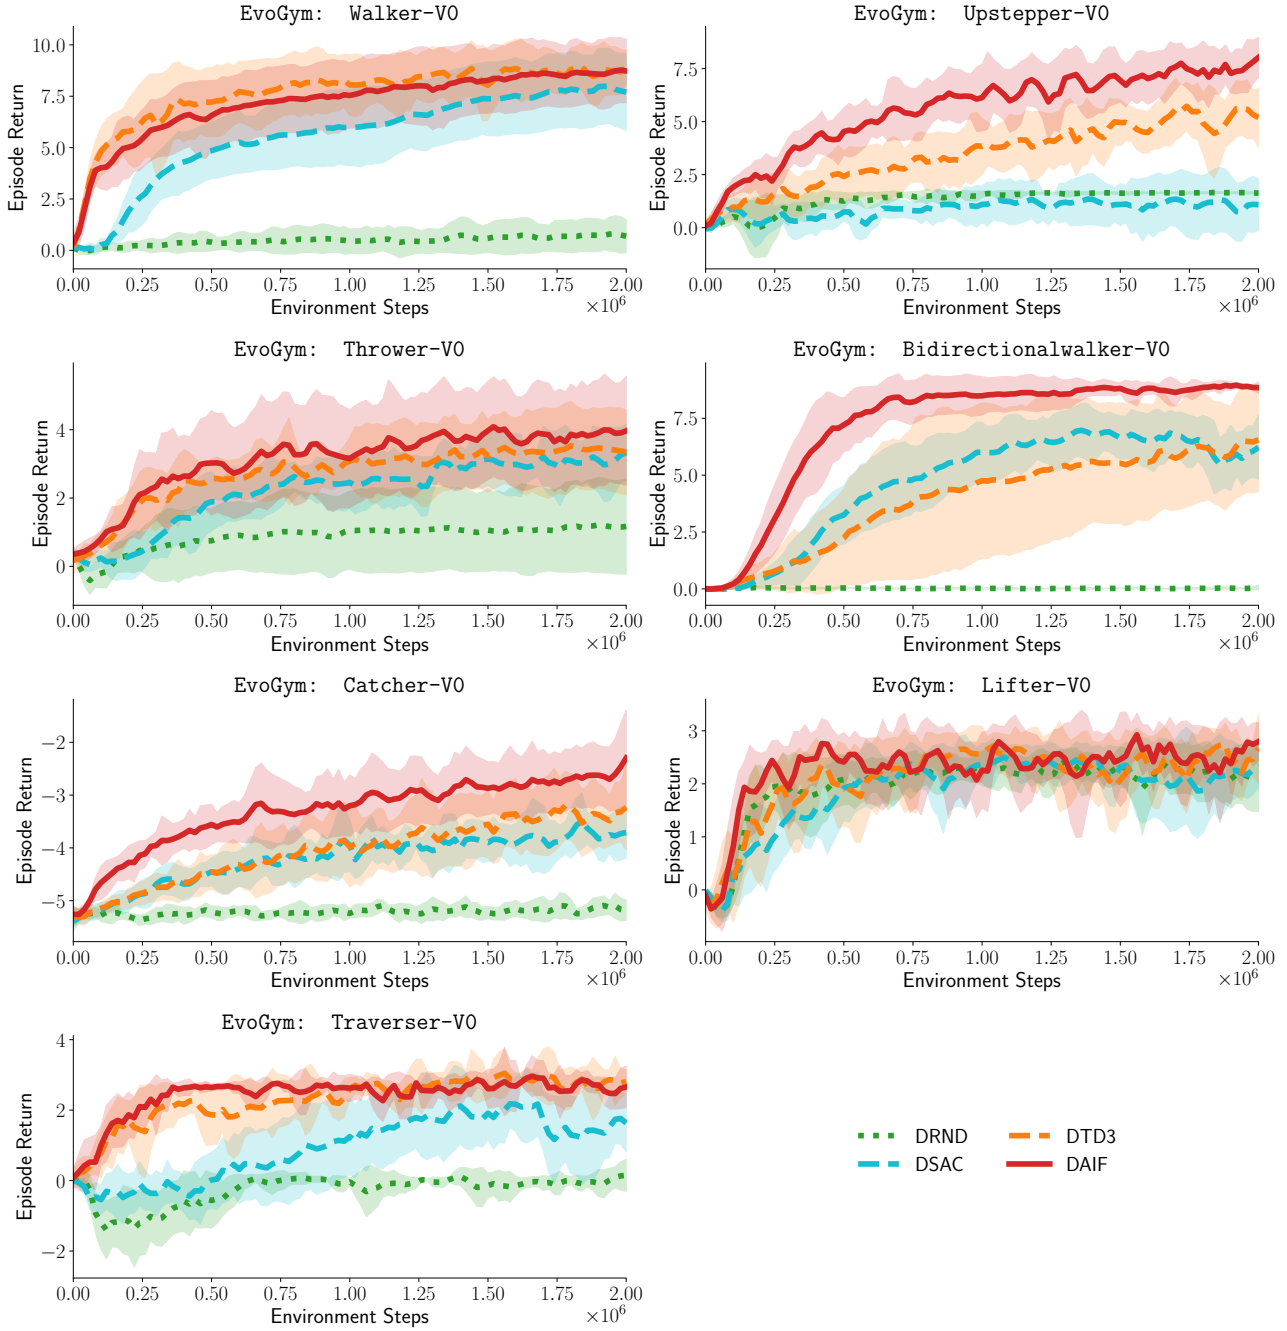 EvoGym: Walker-V0
10.0
7.5
5.0
2.5
0.0
Episode Return
0.00 0.25 0.50 0.75 1.00 1.25 1.50 1.75 2.00
Environment Steps
×10⁶
EvoGym: Upstepper-V0
7.5
5.0
2.5
0.0
Episode Return
0.00 0.25 0.50 0.75 1.00 1.25 1.50 1.75 2.00
Environment Steps
×10⁶
EvoGym: Thrower-V0
4
2
0
Episode Return
0.00 0.25 0.50 0.75 1.00 1.25 1.50 1.75 2.00
Environment Steps
×10⁶
EvoGym: Bidirectionalwalker-V0
7.5
5.0
2.5
0.0
Episode Return
0.00 0.25 0.50 0.75 1.00 1.25 1.50 1.75 2.00
Environment Steps
×10⁶
EvoGym: Catcher-V0
−2
−3
−4
−5
Episode Return
0.00 0.25 0.50 0.75 1.00 1.25 1.50 1.75 2.00
Environment Steps
×10⁶
EvoGym: Lifter-V0
3
2
1
0
Episode Return
0.00 0.25 0.50 0.75 1.00 1.25 1.50 1.75 2.00
Environment Steps
×10⁶
EvoGym: Traverser-V0
4
2
0
−2
Episode Return
0.00 0.25 0.50 0.75 1.00 1.25 1.50 1.75 2.00
Environment Steps
×10⁶
DRND DTD3
DSAC DAIF